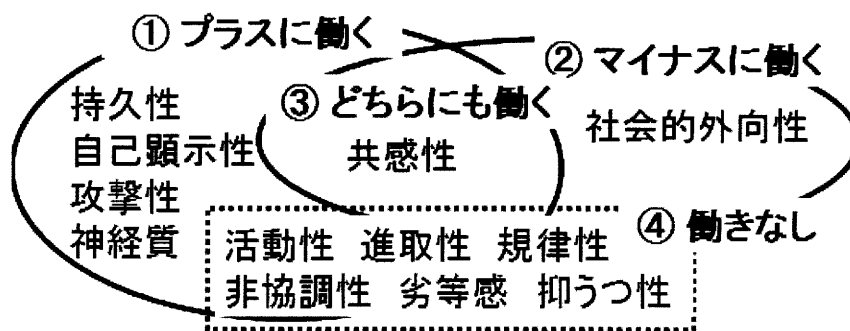 ① プラスに働く
② マイナスに働く
③ どちらにも働く
持久性
自己顕示性
攻撃性
神経質
共感性
社会的外向性
④ 働きなし
活動性 進取性 規律性
非協調性 劣等感 抑うつ性